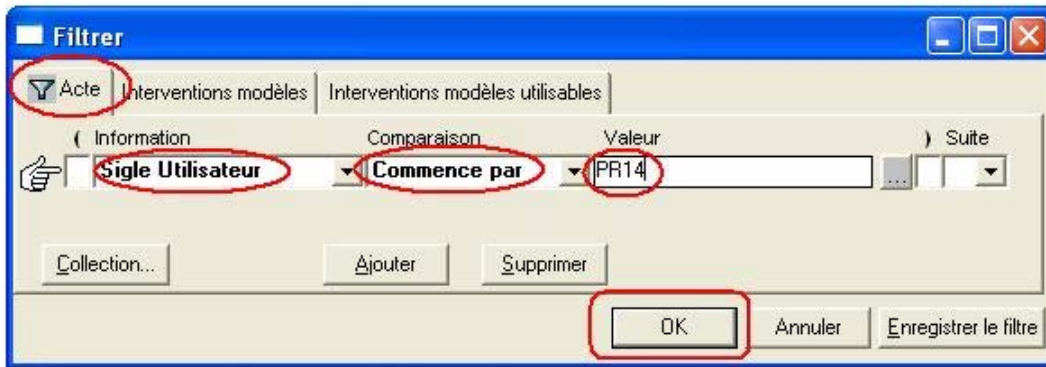 Filtrer
Acte Interventions modèles Interventions modèles utilisables
( Information Comparaison Valeur ) Suite
Sigle Utilisateur Commence par PR14 ...
Collection... Ajouter Supprimer
OK Annuler Enregistrer le filtre